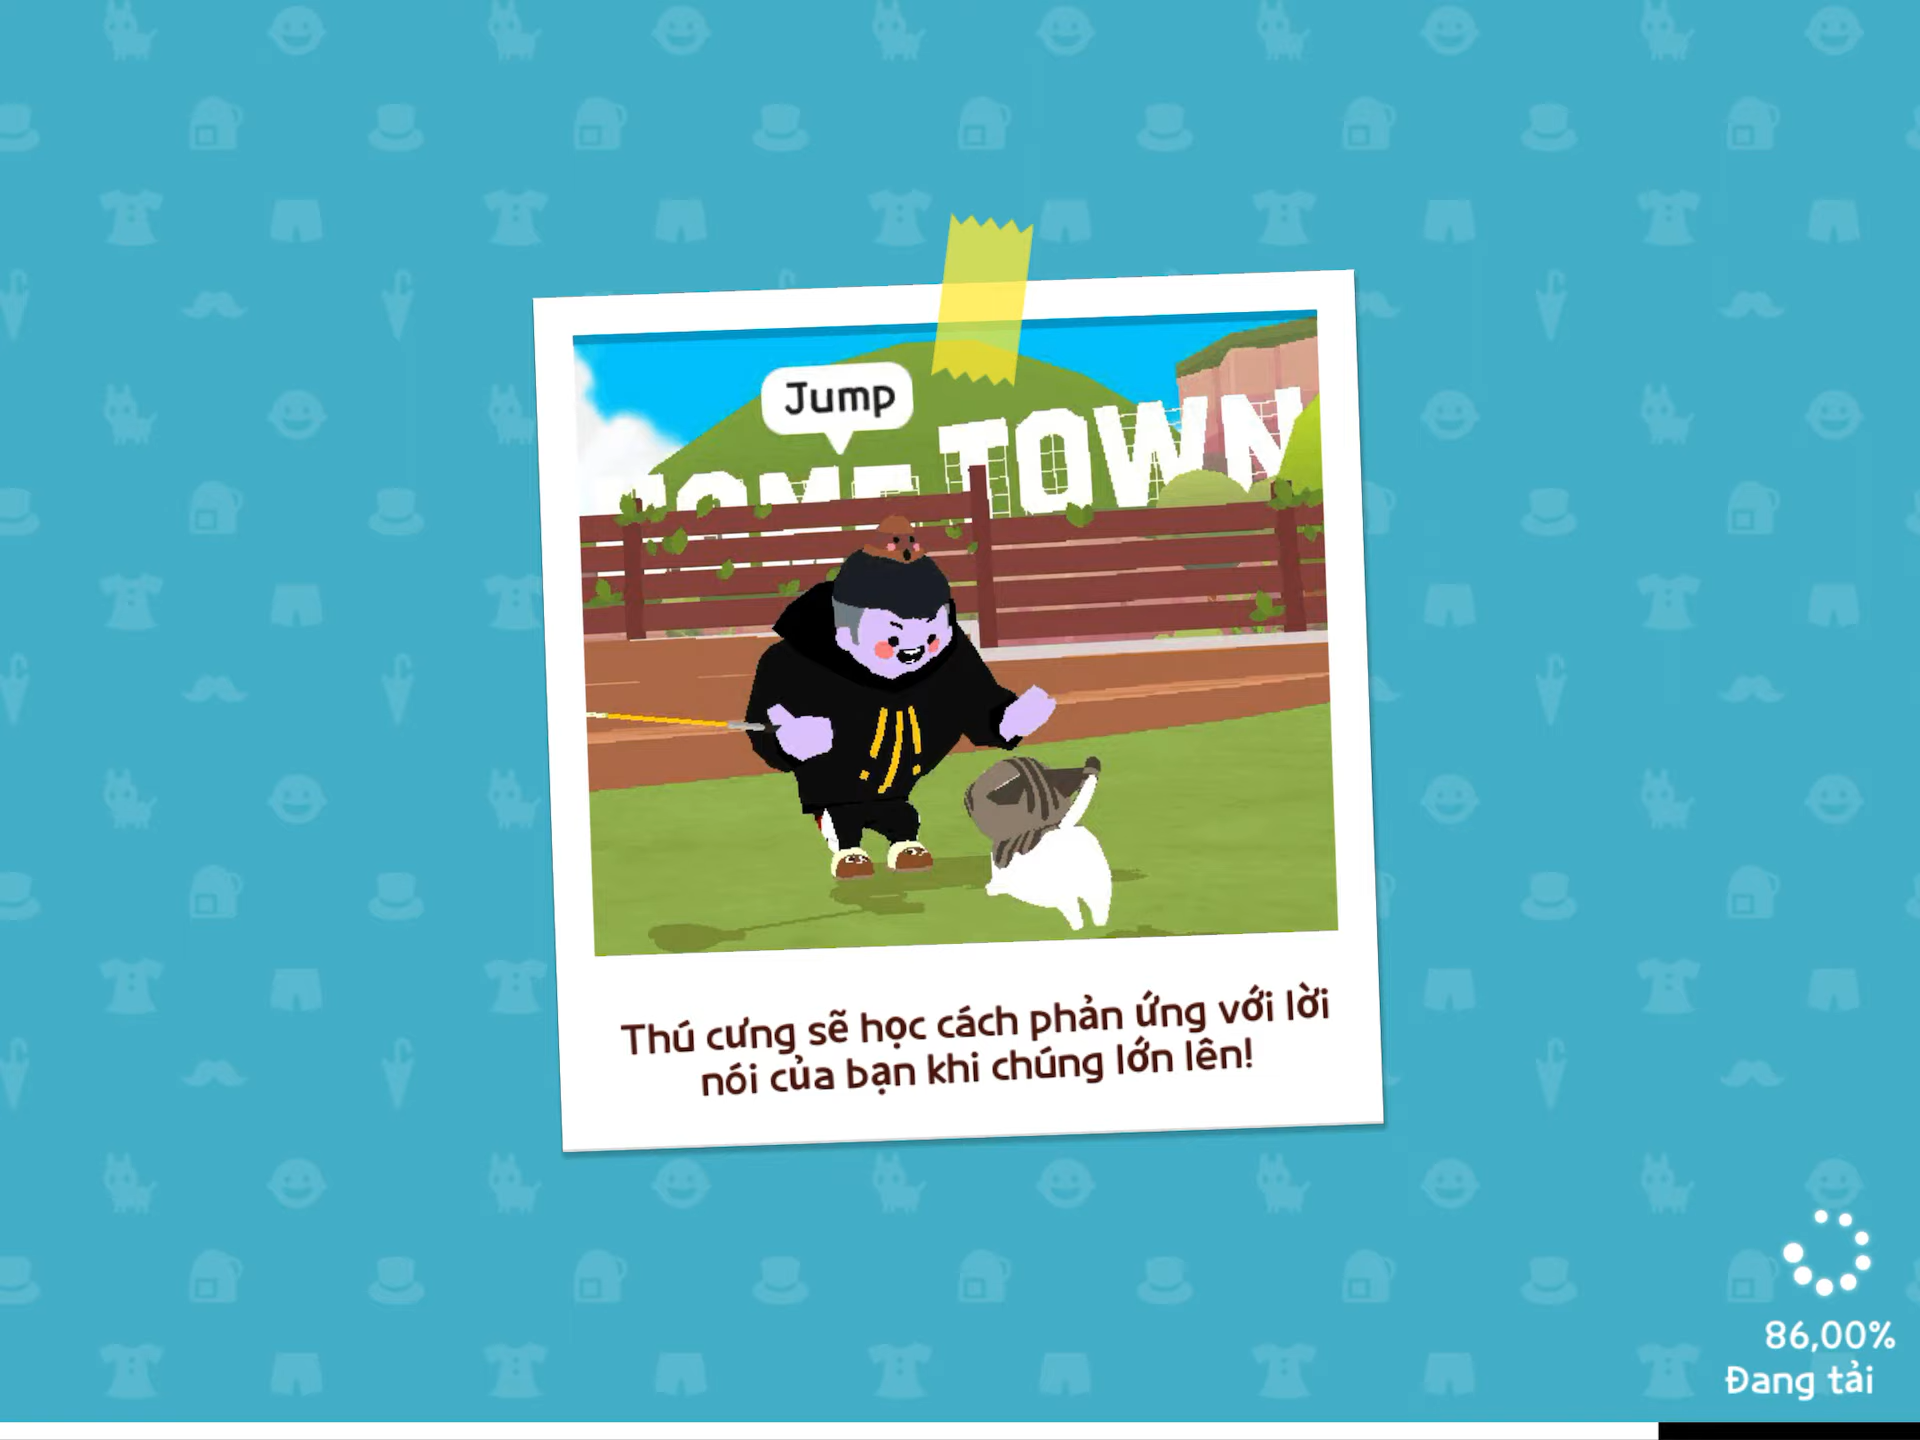 Jump
TOWN
Thú cưng sẽ học cách phản ứng với lời
nói của bạn khi chúng lớn lên!
86,00%
Đang tải